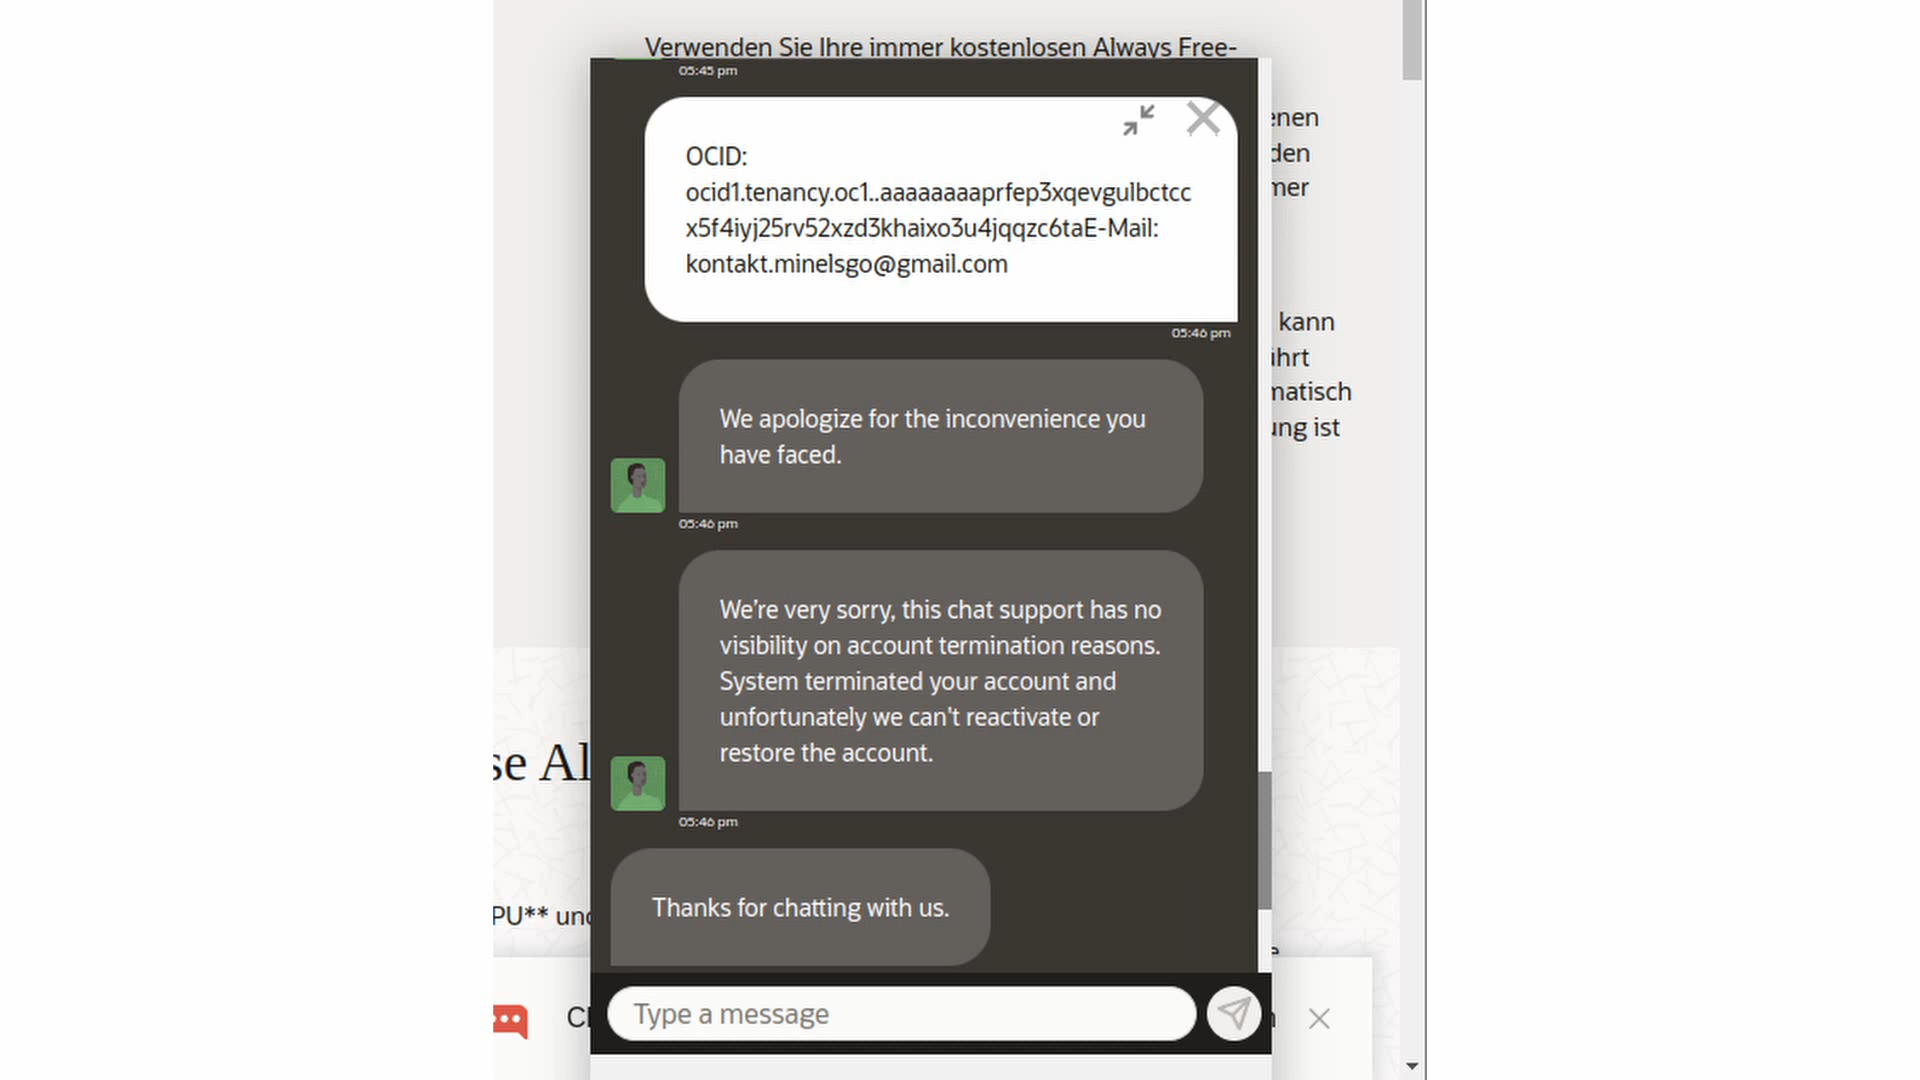 Verwenden Sie Ihre immer kostenlosen Always Free-
05:45 pm
enen
den
mer
OCID:
ocid1.tenancy.oc1..aaaaaaaaprfep3xqevgulbctcc
x5f4iyj25rv52xzd3khaixo3u4jqqzc6taE-Mail:
kontakt.minelsgo@gmail.com
05:46 pm
kann
ührt
matisch
ung ist
We apologize for the inconvenience you
have faced.
05:46 pm
We're very sorry, this chat support has no
visibility on account termination reasons.
System terminated your account and
unfortunately we can't reactivate or
restore the account.
05:46 pm
se Al
Thanks for chatting with us.
PU** und
e
Type a message